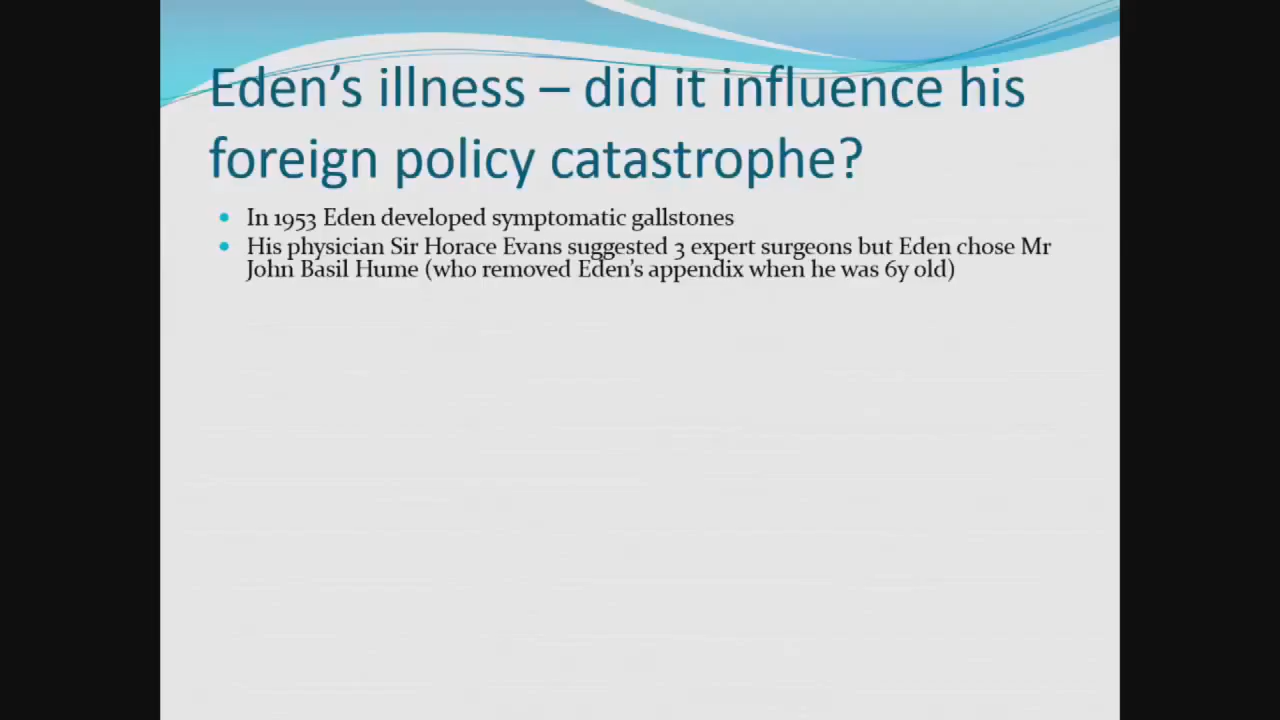 Eden's illness – did it influence his
foreign policy catastrophe?
• In 1953 Eden developed symptomatic gallstones
• His physician Sir Horace Evans suggested 3 expert surgeons but Eden chose Mr
John Basil Hume (who removed Eden's appendix when he was 6y old)